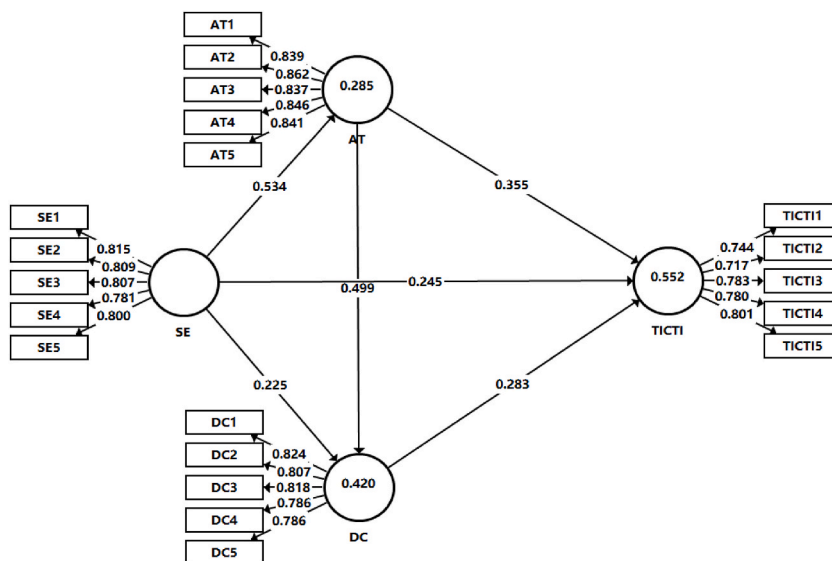 AT1
AT2
AT3
AT4
AT5
0.839
0.862
0.837
0.846
0.841
0.285
AT
0.534
0.355
SE1
SE2
SE3
SE4
SE5
0.815
0.809
0.807
0.781
0.800
SE
0.499
0.245
0.552
TICTI
0.744
0.717
0.783
0.780
0.801
TICTI1
TICTI2
TICTI3
TICTI4
TICTI5
0.225
0.283
DC1
DC2
DC3
DC4
DC5
0.824
0.807
0.818
0.786
0.786
0.420
DC